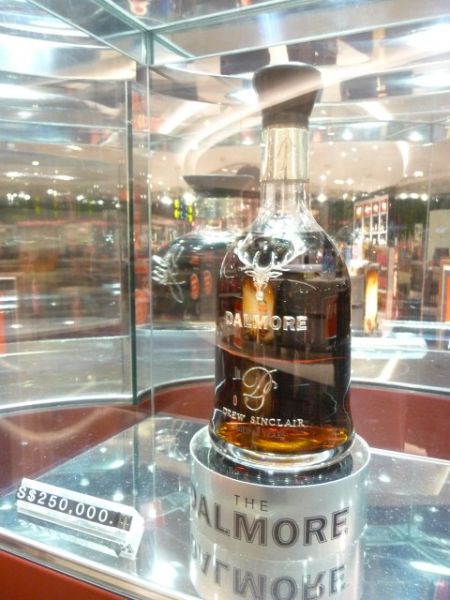 DALMORE
D
DREW SINCLAIR
S$250,000.
THE
DALMORE